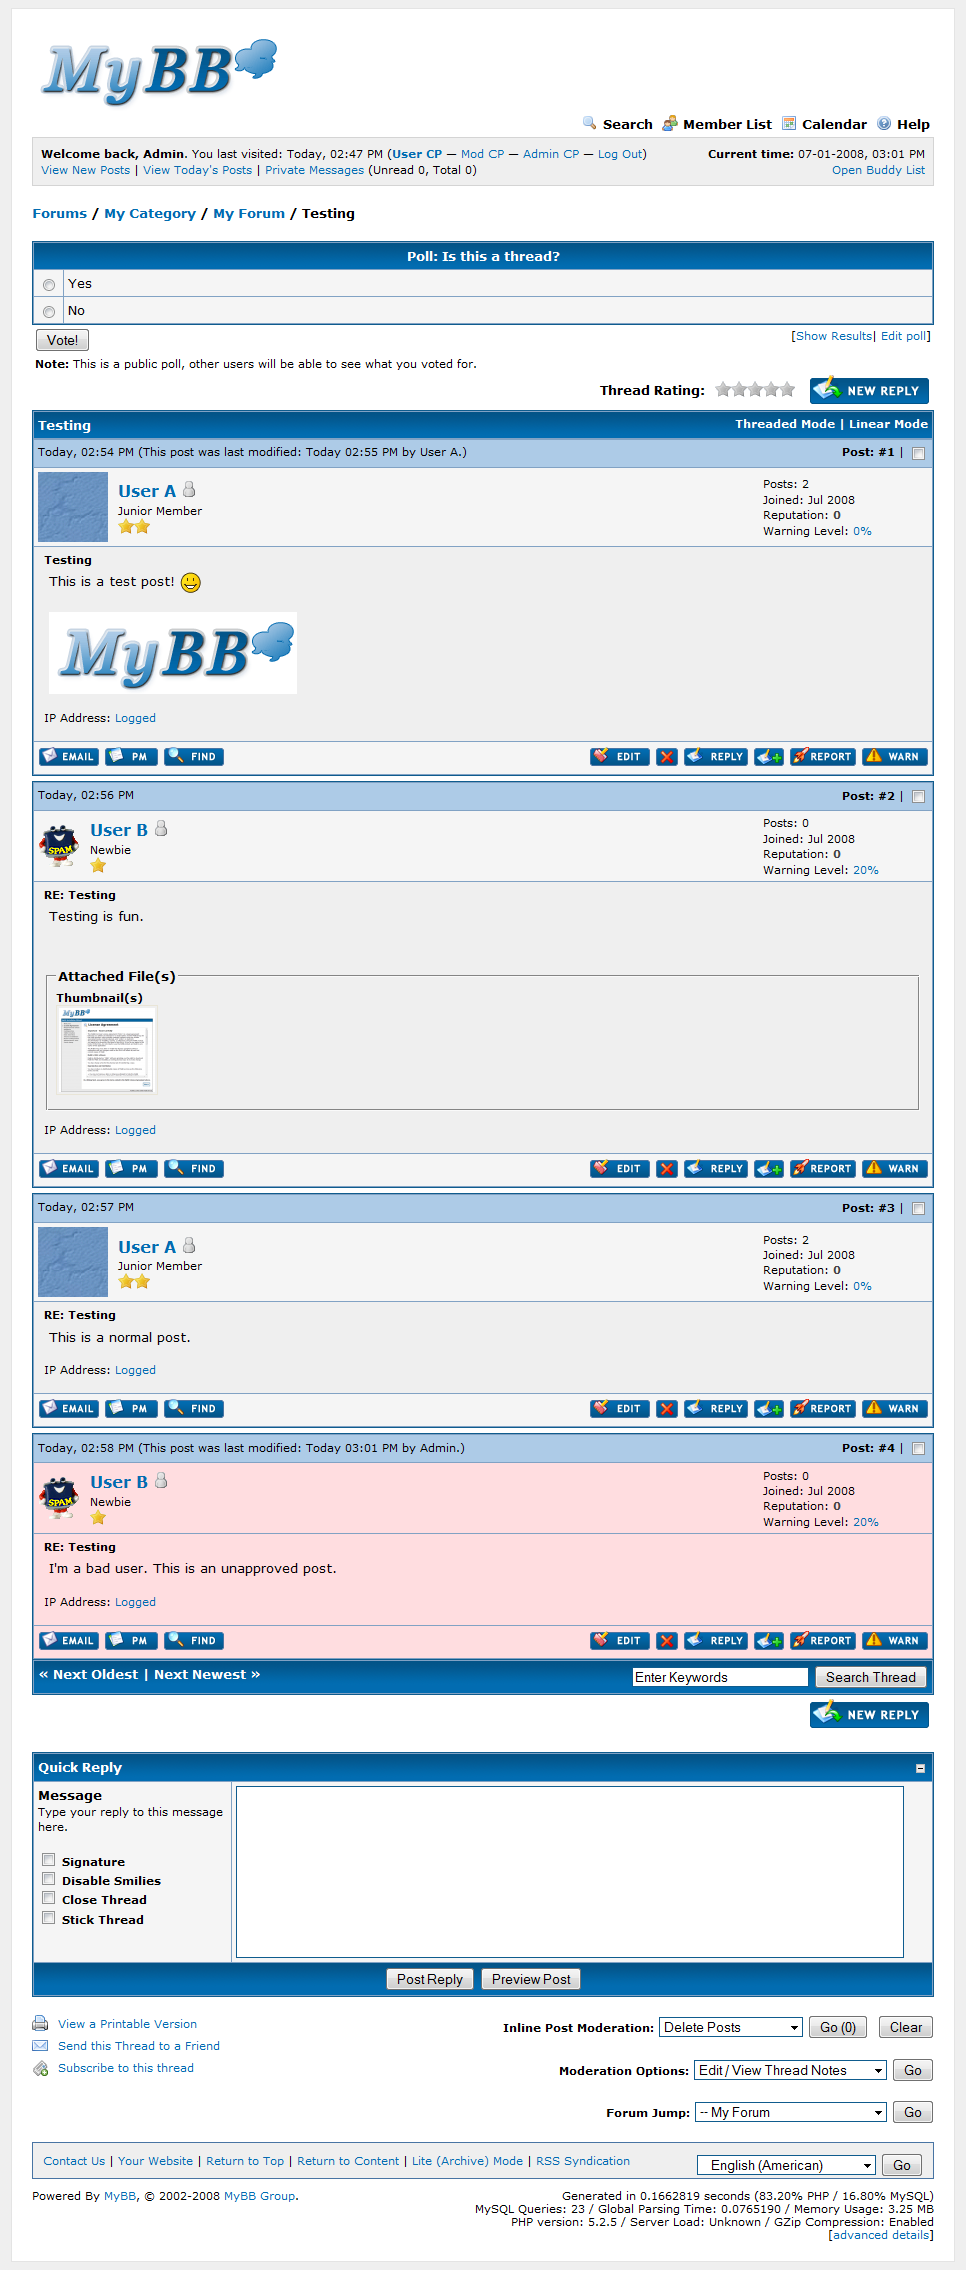 MyBB
Search Member List Calendar Help
Welcome back, Admin. You last visited: Today, 02:47 PM (User CP — Mod CP — Admin CP — Log Out) Current time: 07-01-2008, 03:01 PM
View New Posts | View Today's Posts | Private Messages (Unread 0, Total 0) Open Buddy List
Forums / My Category / My Forum / Testing
Poll: Is this a thread?
Yes
No
Vote! [Show Results| Edit poll]
Note: This is a public poll, other users will be able to see what you voted for.
Thread Rating: NEW REPLY
Testing Threaded Mode | Linear Mode
Today, 02:54 PM (This post was last modified: Today 02:55 PM by User A.) Post: #1 |
User A
Junior Member
Posts: 2
Joined: Jul 2008
Reputation: 0
Warning Level: 0%
Testing
This is a test post!
MyBB
IP Address: Logged
EMAIL PM FIND EDIT REPLY REPORT WARN
Today, 02:56 PM Post: #2 |
SPAM
User B
Newbie
Posts: 0
Joined: Jul 2008
Reputation: 0
Warning Level: 20%
RE: Testing
Testing is fun.
Attached File(s)
Thumbnail(s)
MyBB
License Agreement
IP Address: Logged
EMAIL PM FIND EDIT REPLY REPORT WARN
Today, 02:57 PM Post: #3 |
User A
Junior Member
Posts: 2
Joined: Jul 2008
Reputation: 0
Warning Level: 0%
RE: Testing
This is a normal post.
IP Address: Logged
EMAIL PM FIND EDIT REPLY REPORT WARN
Today, 02:58 PM (This post was last modified: Today 03:01 PM by Admin.) Post: #4 |
SPAM
User B
Newbie
Posts: 0
Joined: Jul 2008
Reputation: 0
Warning Level: 20%
RE: Testing
I'm a bad user. This is an unapproved post.
IP Address: Logged
EMAIL PM FIND EDIT REPLY REPORT WARN
« Next Oldest | Next Newest » Enter Keywords Search Thread
NEW REPLY
Quick Reply
Message
Type your reply to this message
here.
Signature
Disable Smilies
Close Thread
Stick Thread
Post Reply Preview Post
View a Printable Version
Send this Thread to a Friend
Subscribe to this thread
Inline Post Moderation: Delete Posts Go (0) Clear
Moderation Options: Edit / View Thread Notes Go
Forum Jump: -- My Forum Go
Contact Us | Your Website | Return to Top | Return to Content | Lite (Archive) Mode | RSS Syndication English (American) Go
Powered By MyBB, © 2002-2008 MyBB Group.
Generated in 0.1662819 seconds (83.20% PHP / 16.80% MySQL)
MySQL Queries: 23 / Global Parsing Time: 0.0765190 / Memory Usage: 3.25 MB
PHP version: 5.2.5 / Server Load: Unknown / GZip Compression: Enabled
[advanced details]